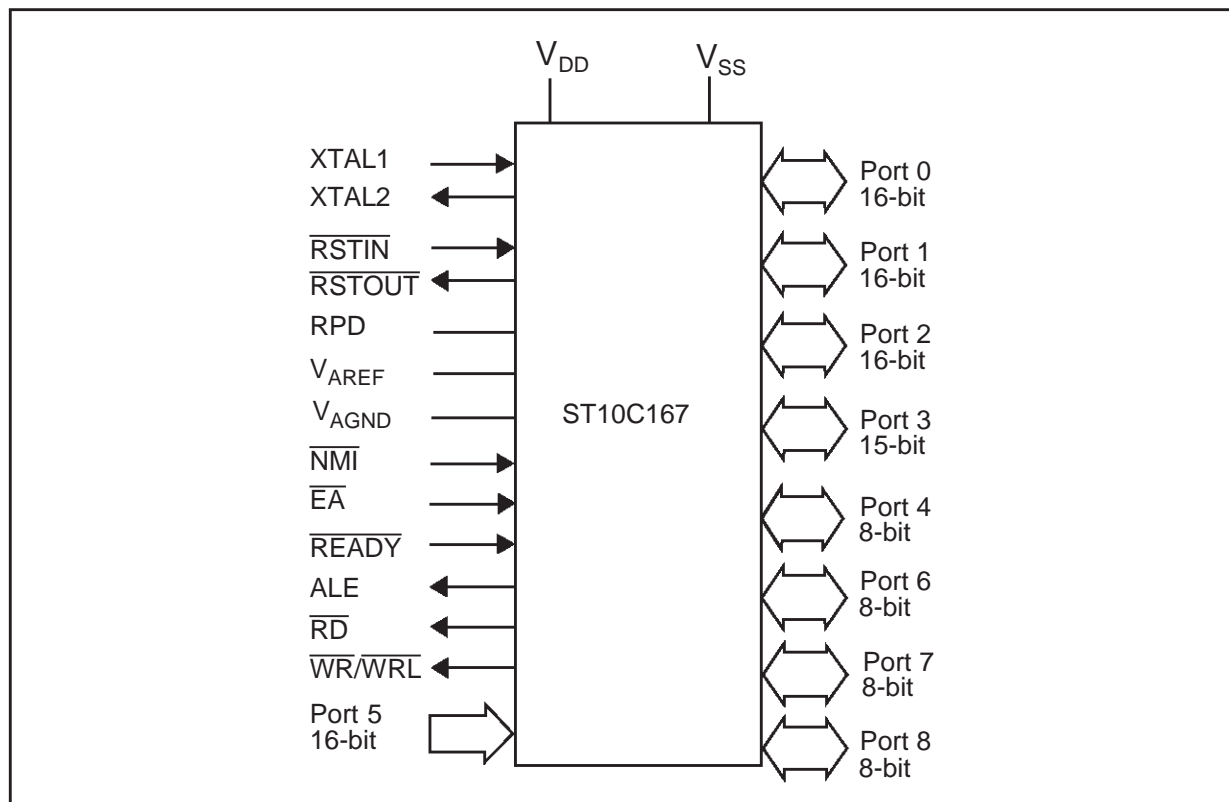 VDD
VSS
XTAL1
XTAL2
RSTIN
RSTOUT
RPD
VAREF
VAGND
NMI
EA
READY
ALE
RD
WR/WRL
Port 5
16-bit
ST10C167
Port 0
16-bit
Port 1
16-bit
Port 2
16-bit
Port 3
15-bit
Port 4
8-bit
Port 6
8-bit
Port 7
8-bit
Port 8
8-bit